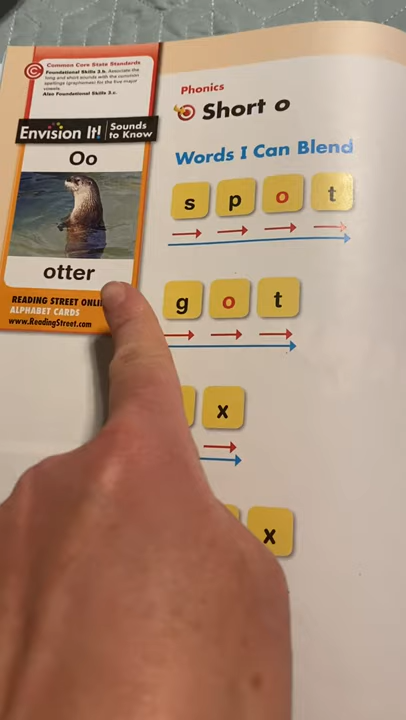 Common Core State Standards
Foundational Skills 3.b. Associate the
long and short sounds with the common
spellings (graphemes) for the five major
vowels.
Also Foundational Skills 3.c.
Envision It! Sounds to Know
Oo
otter
READING STREET ONLINE
ALPHABET CARDS
www.ReadingStreet.com
Phonics
Short o
Words I Can Blend
s p o t
g o t
x
x